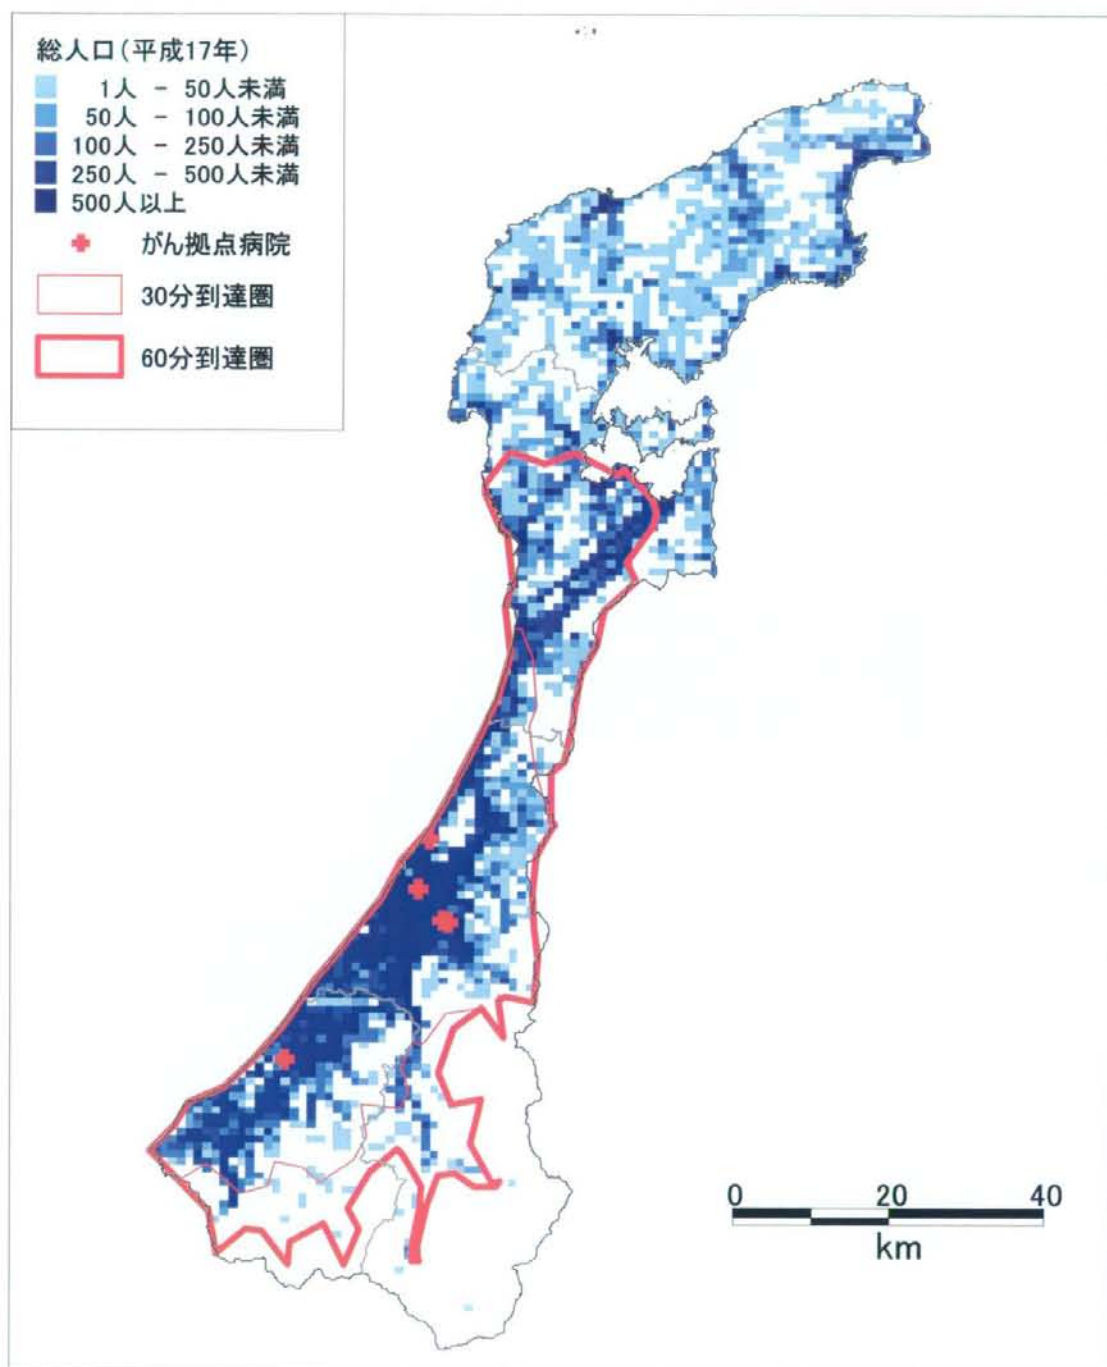 総人口(平成17年)
1人 - 50人未満
50人 - 100人未満
100人 - 250人未満
250人 - 500人未満
500人以上
がん拠点病院
30分到達圏
60分到達圏
0 20 40
km